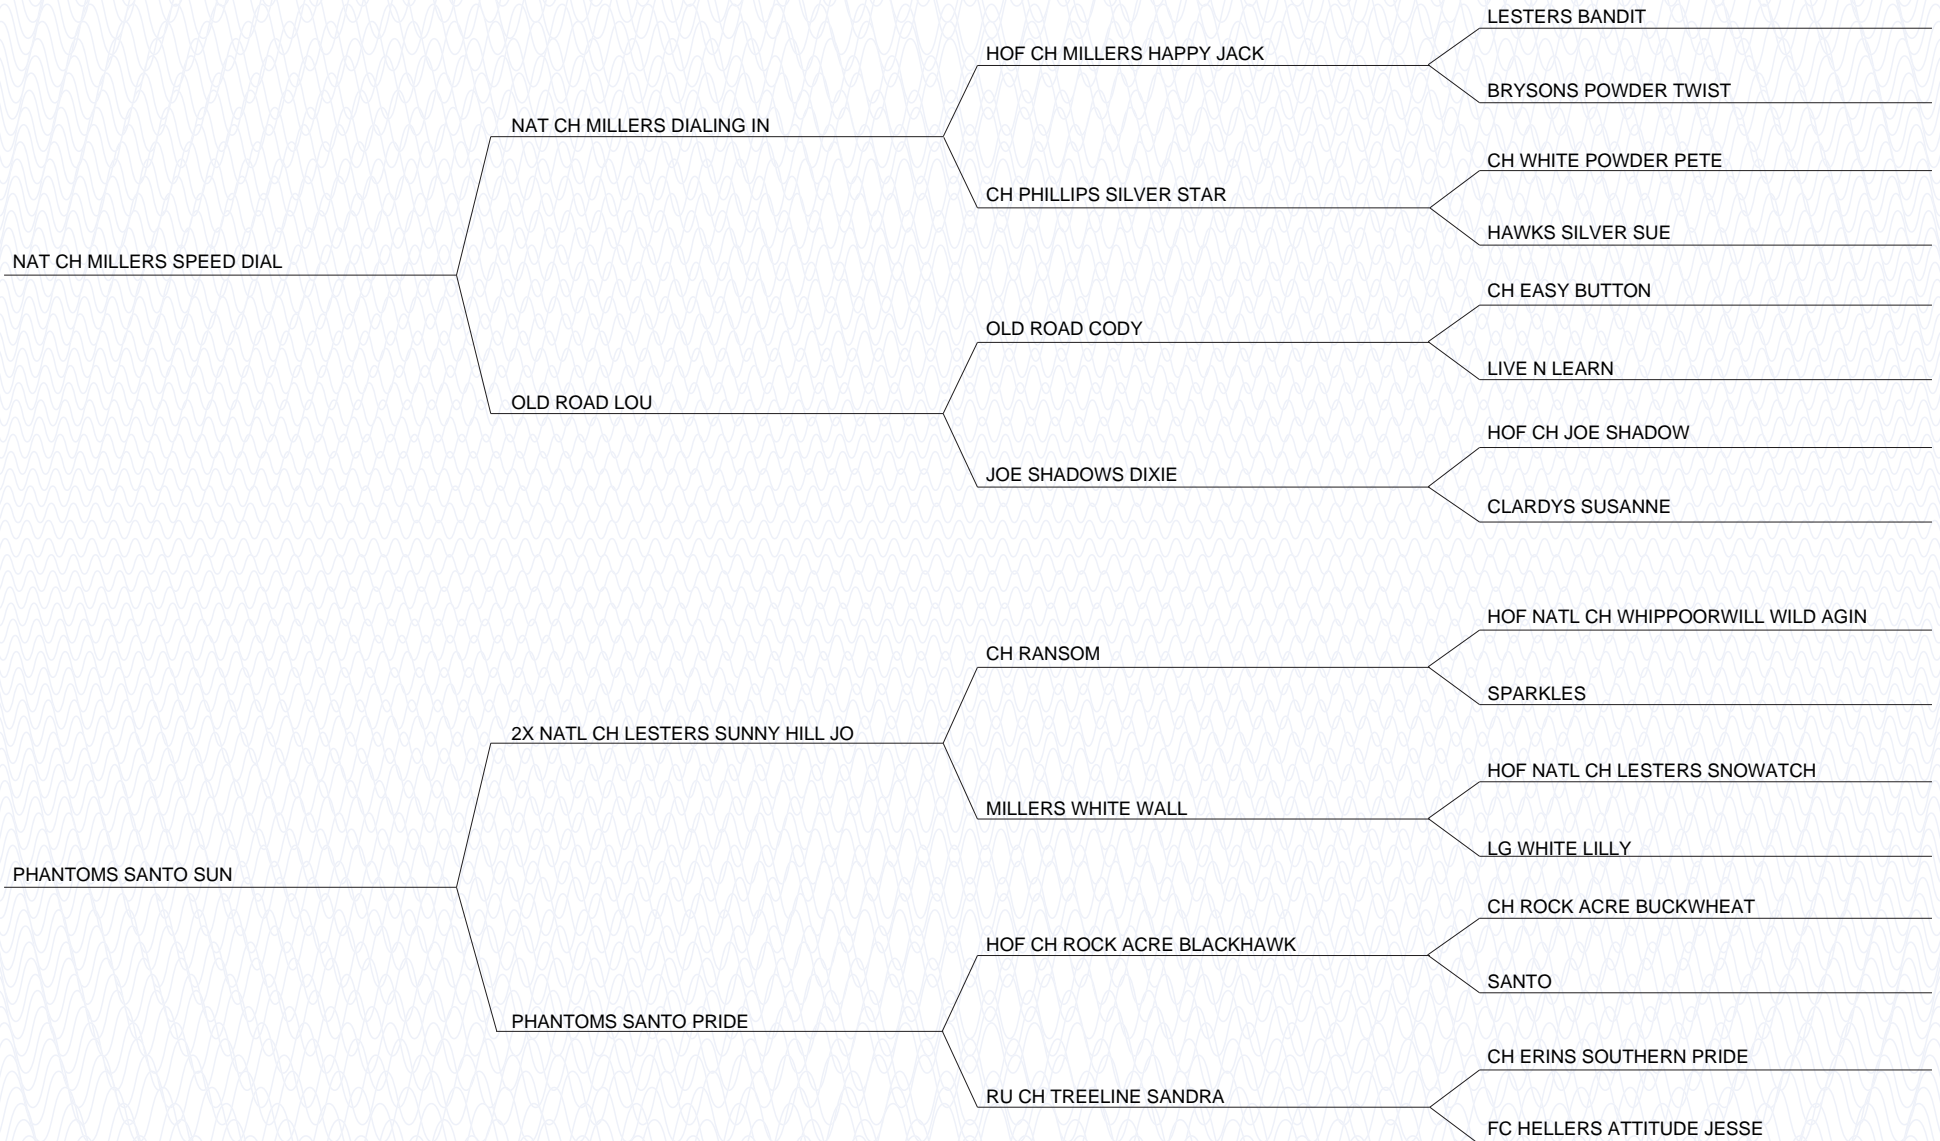 LESTERS BANDIT
HOF CH MILLERS HAPPY JACK
BRYSONS POWDER TWIST
NAT CH MILLERS DIALING IN
CH WHITE POWDER PETE
CH PHILLIPS SILVER STAR
HAWKS SILVER SUE
NAT CH MILLERS SPEED DIAL
CH EASY BUTTON
OLD ROAD CODY
LIVE N LEARN
OLD ROAD LOU
HOF CH JOE SHADOW
JOE SHADOWS DIXIE
CLARDYS SUSANNE
HOF NATL CH WHIPPOORWILL WILD AGIN
CH RANSOM
SPARKLES
2X NATL CH LESTERS SUNNY HILL JO
HOF NATL CH LESTERS SNOWATCH
MILLERS WHITE WALL
LG WHITE LILLY
PHANTOMS SANTO SUN
CH ROCK ACRE BUCKWHEAT
HOF CH ROCK ACRE BLACKHAWK
SANTO
PHANTOMS SANTO PRIDE
CH ERINS SOUTHERN PRIDE
RU CH TREELINE SANDRA
FC HELLERS ATTITUDE JESSE